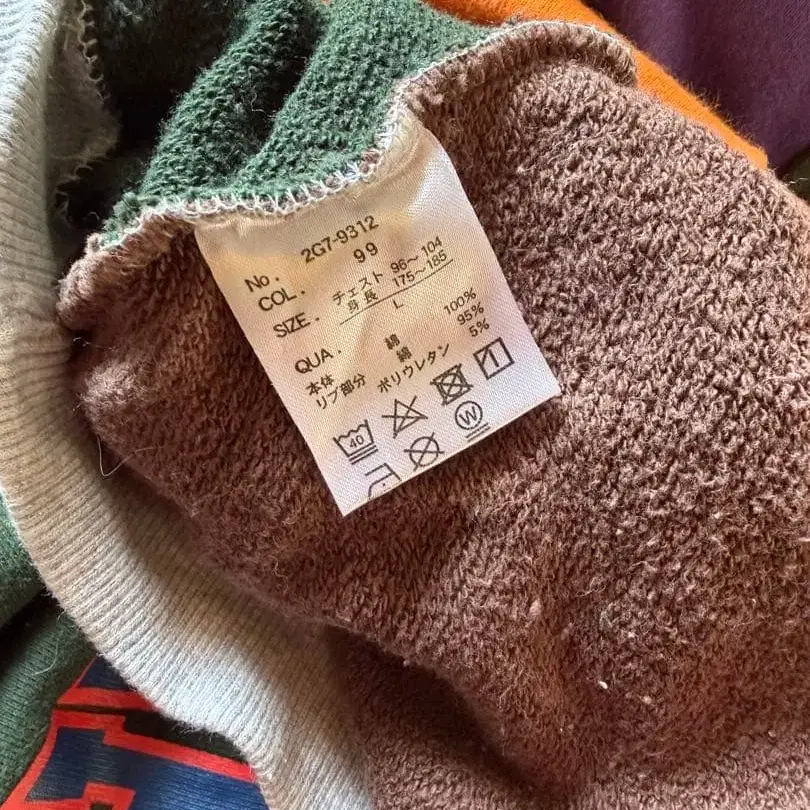 No. 2G7-9312
COL. 99
SIZE. チェスト 96〜104
身長 175〜185
L
QUA.
本体 綿 100%
リブ部分 綿 95%
ポリウレタン 5%
40
W